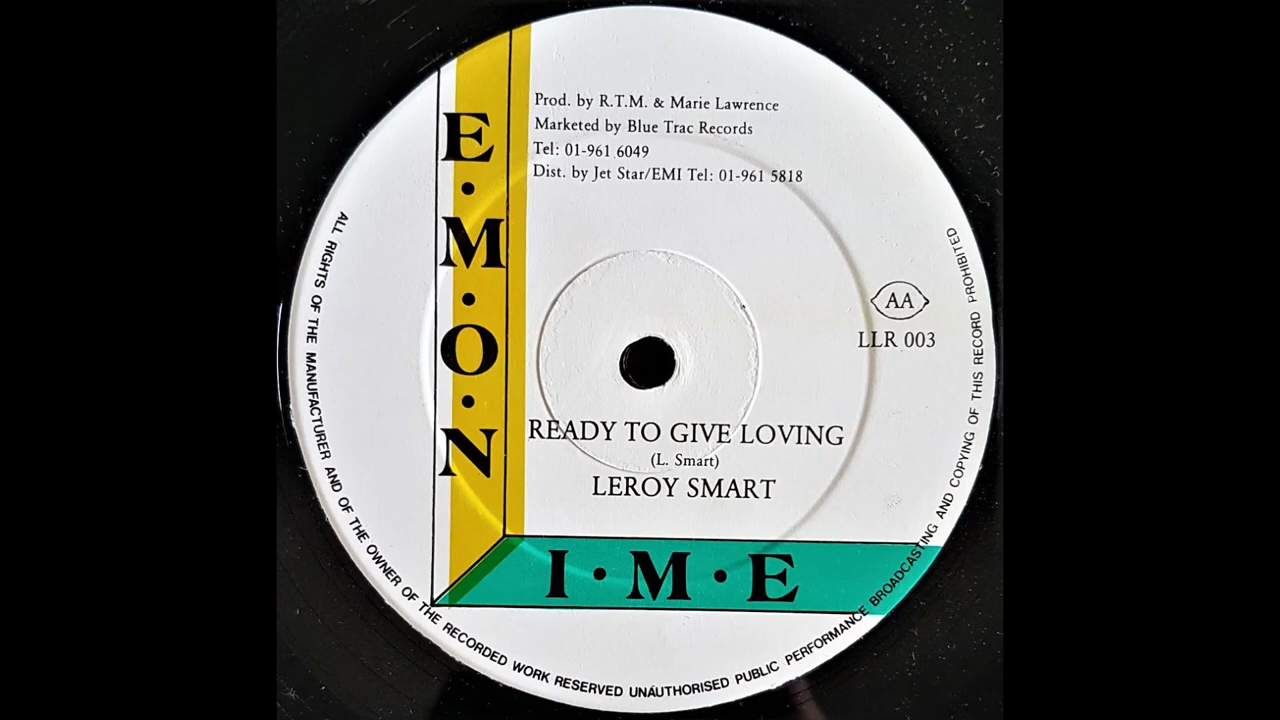 Prod. by R.T.M. & Marie Lawrence
Marketed by Blue Trac Records
Tel: 01-961 6049
Dist. by Jet Star/EMI Tel: 01-961 5818
E•M•O•N
I•M•E
AA
LLR 003
READY TO GIVE LOVING
(L. Smart)
LEROY SMART
ALL RIGHTS OF THE MANUFACTURER AND OF THE OWNER OF THE RECORDED WORK RESERVED UNAUTHORISED PUBLIC PERFORMANCE BROADCASTING AND COPYING OF THIS RECORD PROHIBITED